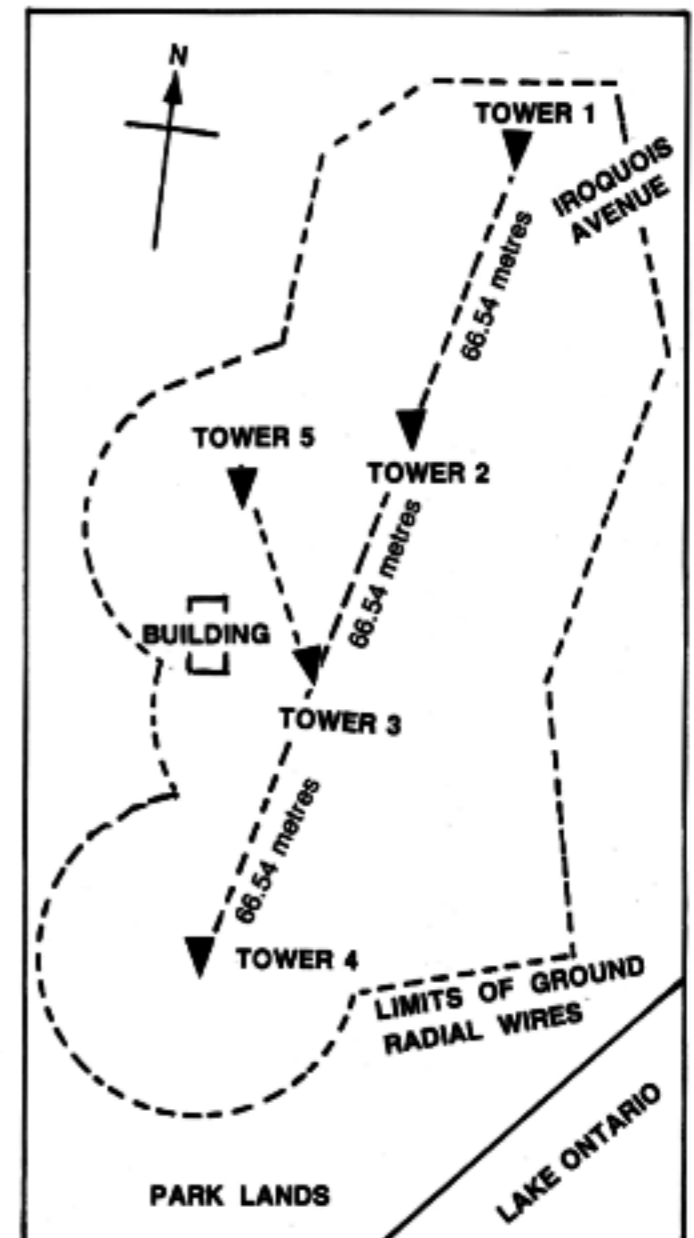 N
TOWER 1
IROQUOIS
AVENUE
66.54 metres
TOWER 5
TOWER 2
66.54 metres
BUILDING
TOWER 3
66.54 metres
TOWER 4
LIMITS OF GROUND
RADIAL WIRES
LAKE ONTARIO
PARK LANDS